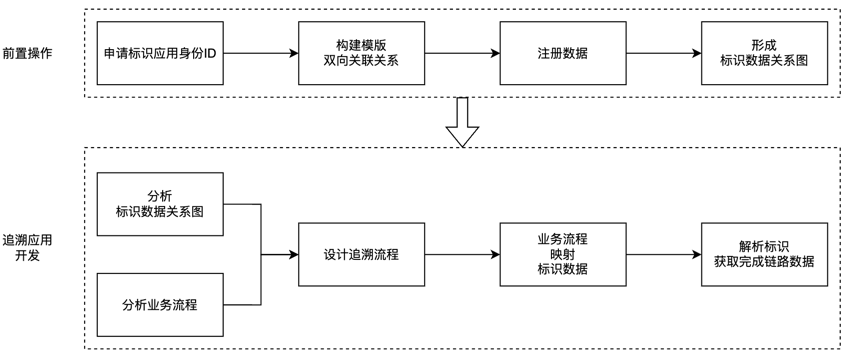 前置操作
申请标识应用身份ID
构建模版
双向关联关系
注册数据
形成
标识数据关系图
追溯应用
开发
分析
标识数据关系图
分析业务流程
设计追溯流程
业务流程
映射
标识数据
解析标识
获取完成链路数据